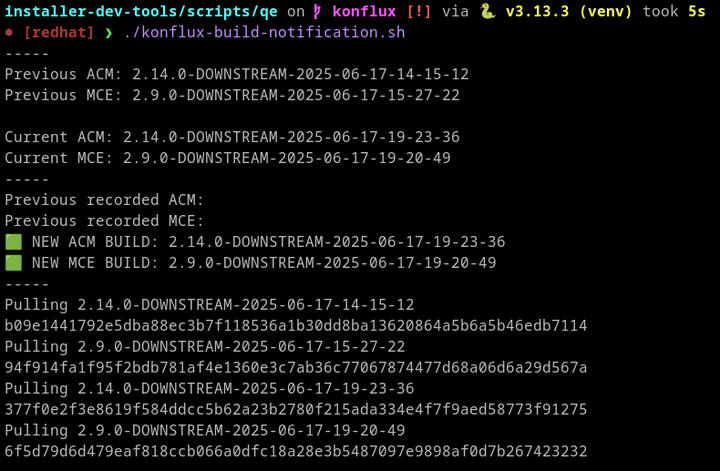 installer-dev-tools/scripts/qe on konflux [!] via 🐍 v3.13.3 (venv) took 5s
[redhat] ❯ ./konflux-build-notification.sh
-----
Previous ACM: 2.14.0-DOWNSTREAM-2025-06-17-14-15-12
Previous MCE: 2.9.0-DOWNSTREAM-2025-06-17-15-27-22
Current ACM: 2.14.0-DOWNSTREAM-2025-06-17-19-23-36
Current MCE: 2.9.0-DOWNSTREAM-2025-06-17-19-20-49
-----
Previous recorded ACM:
Previous recorded MCE:
🟩 NEW ACM BUILD: 2.14.0-DOWNSTREAM-2025-06-17-19-23-36
🟩 NEW MCE BUILD: 2.9.0-DOWNSTREAM-2025-06-17-19-20-49
-----
Pulling 2.14.0-DOWNSTREAM-2025-06-17-14-15-12
b09e1441792e5dba88ec3b7f118536a1b30dd8ba13620864a5b6a5b46edb7114
Pulling 2.9.0-DOWNSTREAM-2025-06-17-15-27-22
94f914fa1f95f2bdb781af4e1360e3c7ab36c77067874477d68a06d6a29d567a
Pulling 2.14.0-DOWNSTREAM-2025-06-17-19-23-36
377f0e2f3e8619f584ddcc5b62a23b2780f215ada334e4f7f9aed58773f91275
Pulling 2.9.0-DOWNSTREAM-2025-06-17-19-20-49
6f5d79d6d479eaf818ccb066a0dfc18a28e3b5487097e9898af0d7b267423232